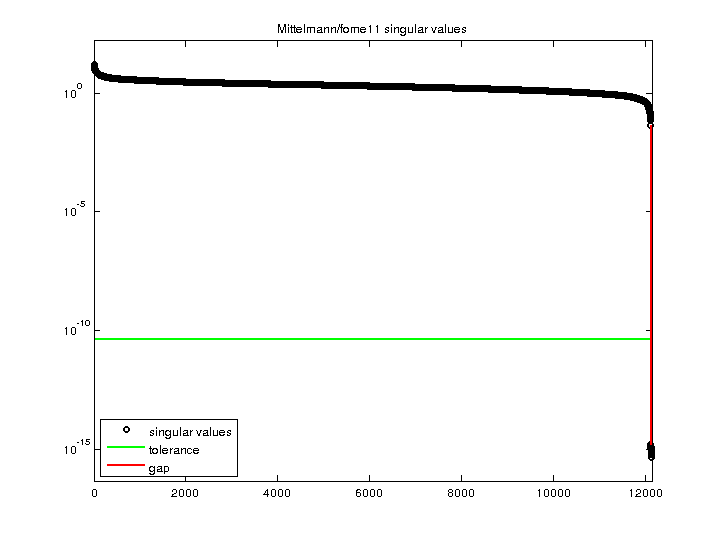 Mittelmann/fome11 singular values
10^0
10^-5
10^-10
10^-15
singular values
tolerance
gap
0 2000 4000 6000 8000 10000 12000